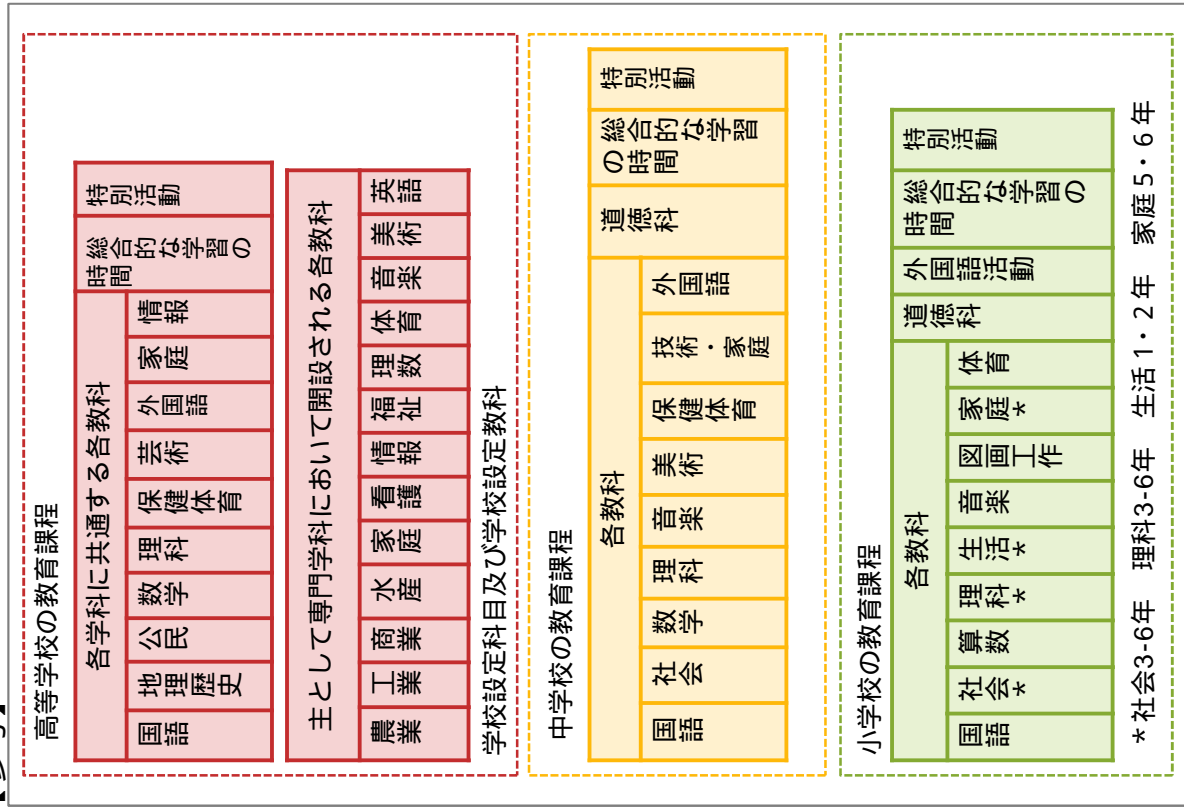 高等学校の教育課程
各学科に共通する各教科
国語
地理歴史
公民
数学
理科
保健体育
芸術
外国語
家庭
情報
総合的な学習の
時間
特別活動
主として専門学科において開設される各教科
農業
工業
商業
水産
家庭
看護
情報
福祉
理数
体育
音楽
美術
英語
学校設定科目及び学校設定教科
中学校の教育課程
各教科
国語
社会
数学
理科
音楽
美術
保健体育
技術・家庭
外国語
道徳科
総合的な学習
の時間
特別活動
小学校の教育課程
各教科
国語
社会*
算数
理科*
生活*
音楽
図画工作
家庭*
体育
道徳科
外国語活動
総合的な学習の
時間
特別活動
*社会3-6年 理科3-6年 生活1・2年 家庭5・6年